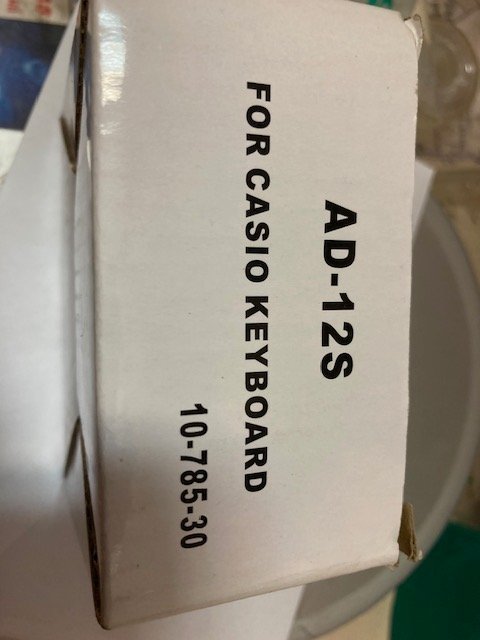 AD-12S
FOR CASIO KEYBOARD
10-785-30